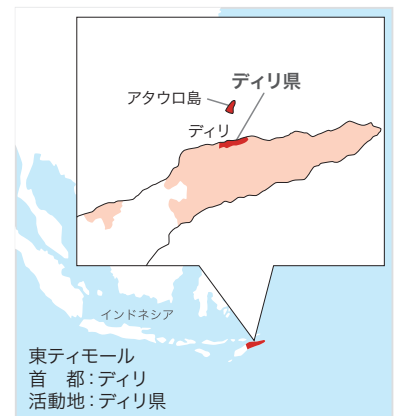 ディリ県
アタウロ島
ディリ
インドネシア
東ティモール
首　都：ディリ
活動地：ディリ県